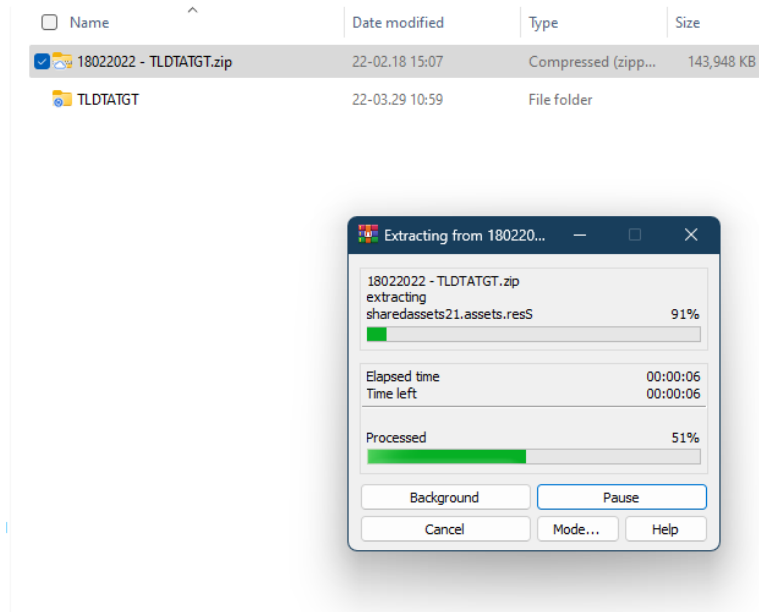 Name Date modified Type Size
18022022 - TLDTATGT.zip 22-02.18 15:07 Compressed (zipp... 143,948 KB
TLDTATGT 22-03.29 10:59 File folder
Extracting from 180220...
18022022 - TLDTATGT.zip
extracting
sharedassets21.assets.resS 91%
Elapsed time 00:00:06
Time left 00:00:06
Processed 51%
Background Pause
Cancel Mode... Help